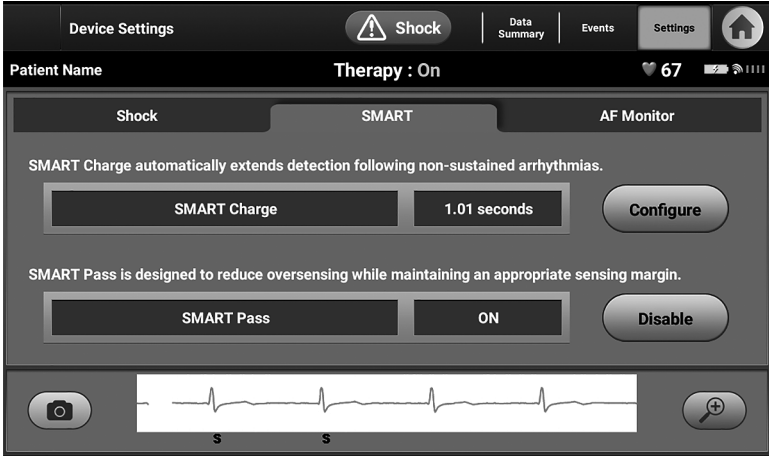 Device Settings
Shock
Data
Summary
Events
Settings
Patient Name
Therapy : On
67
Shock
SMART
AF Monitor
SMART Charge automatically extends detection following non-sustained arrhythmias.
SMART Charge
1.01 seconds
Configure
SMART Pass is designed to reduce oversensing while maintaining an appropriate sensing margin.
SMART Pass
ON
Disable
S
S